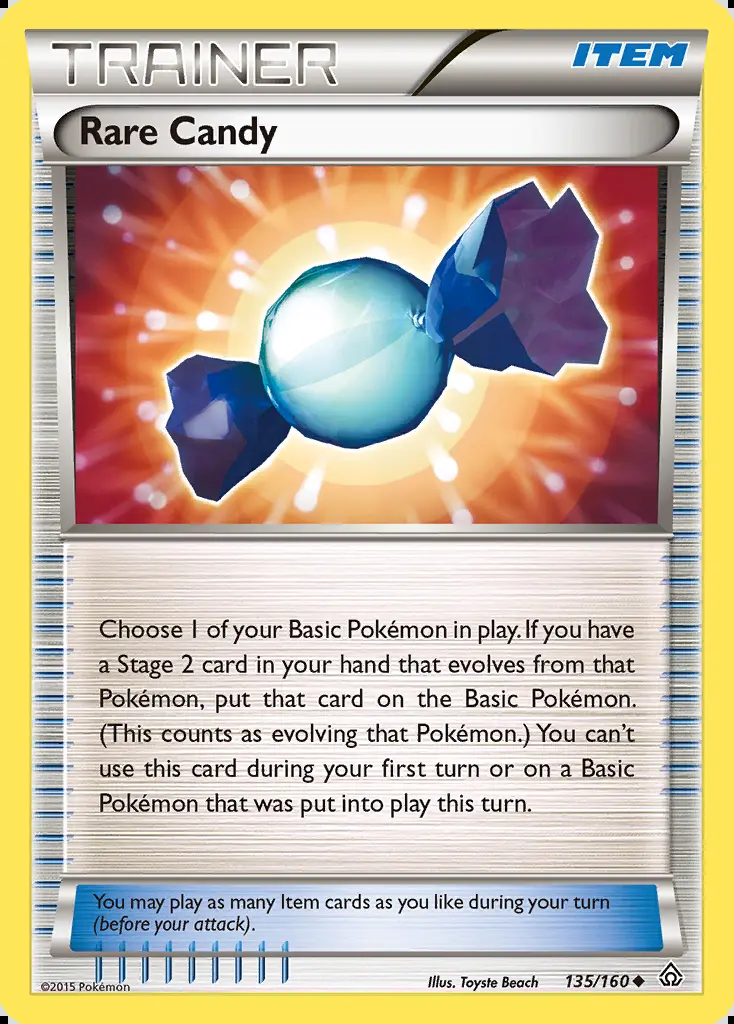 TRAINER
ITEM
Rare Candy
Choose 1 of your Basic Pokémon in play. If you have
a Stage 2 card in your hand that evolves from that
Pokémon, put that card on the Basic Pokémon.
(This counts as evolving that Pokémon.) You can't
use this card during your first turn or on a Basic
Pokémon that was put into play this turn.
You may play as many Item cards as you like during your turn
(before your attack).
©2015 Pokémon
Illus. Toyste Beach
135/160